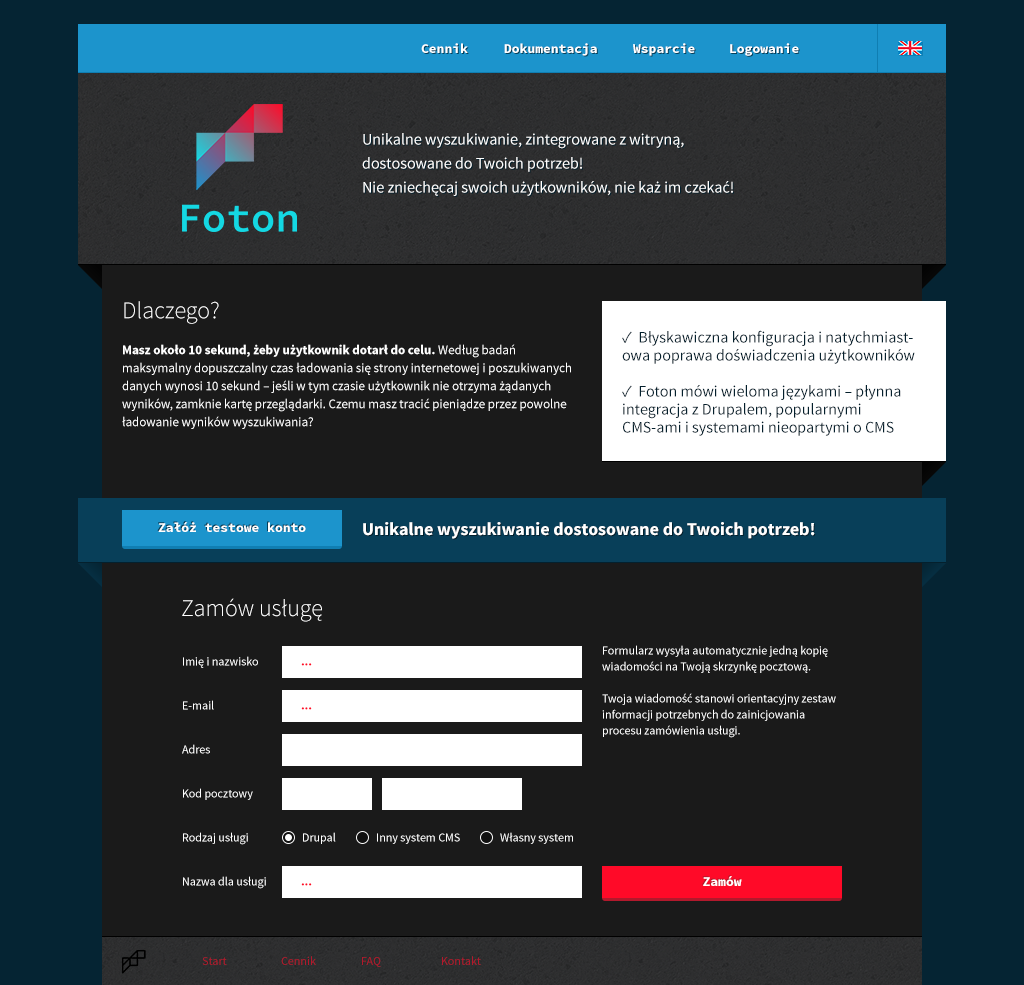 Cennik Dokumentacja Wsparcie Logowanie
Unikalne wyszukiwanie, zintegrowane z witryną,
dostosowane do Twoich potrzeb!
Nie zniechęcaj swoich użytkowników, nie każ im czekać!
Foton
Dlaczego?
Masz około 10 sekund, żeby użytkownik dotarł do celu. Według badań
maksymalny dopuszczalny czas ładowania się strony internetowej i poszukiwanych
danych wynosi 10 sekund – jeśli w tym czasie użytkownik nie otrzyma żądanych
wyników, zamknie kartę przeglądarki. Czemu masz tracić pieniądze przez powolne
ładowanie wyników wyszukiwania?
✓ Błyskawiczna konfiguracja i natychmiast-
owa poprawa doświadczenia użytkowników
✓ Foton mówi wieloma językami – płynna
integracja z Drupalem, popularnymi
CMS-ami i systemami nieopartymi o CMS
Załóż testowe konto
Unikalne wyszukiwanie dostosowane do Twoich potrzeb!
Zamów usługę
Imię i nazwisko ...
E-mail ...
Adres
Kod pocztowy
Rodzaj usługi Drupal Inny system CMS Własny system
Nazwa dla usługi ...
Formularz wysyła automatycznie jedną kopię
wiadomości na Twoją skrzynkę pocztową.
Twoja wiadomość stanowi orientacyjny zestaw
informacji potrzebnych do zainicjowania
procesu zamówienia usługi.
Zamów
Start Cennik FAQ Kontakt